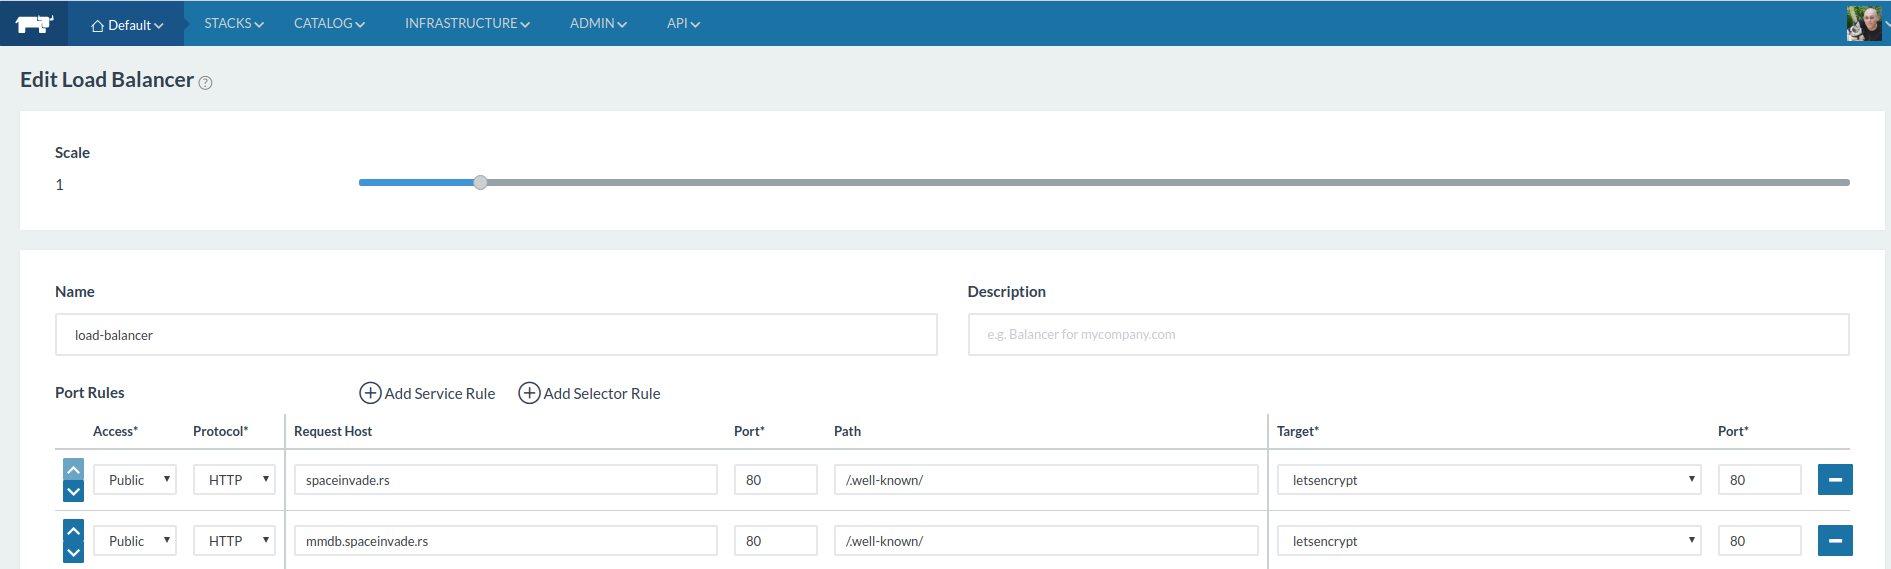 Default STACKS CATALOG INFRASTRUCTURE ADMIN API
Edit Load Balancer ?
Scale
1
Name Description
load-balancer e.g. Balancer for mycompany.com
Port Rules Add Service Rule Add Selector Rule
Access* Protocol* Request Host Port* Path Target* Port*
Public HTTP spaceinvade.rs 80 /.well-known/ letsencrypt 80
Public HTTP mmdb.spaceinvade.rs 80 /.well-known/ letsencrypt 80